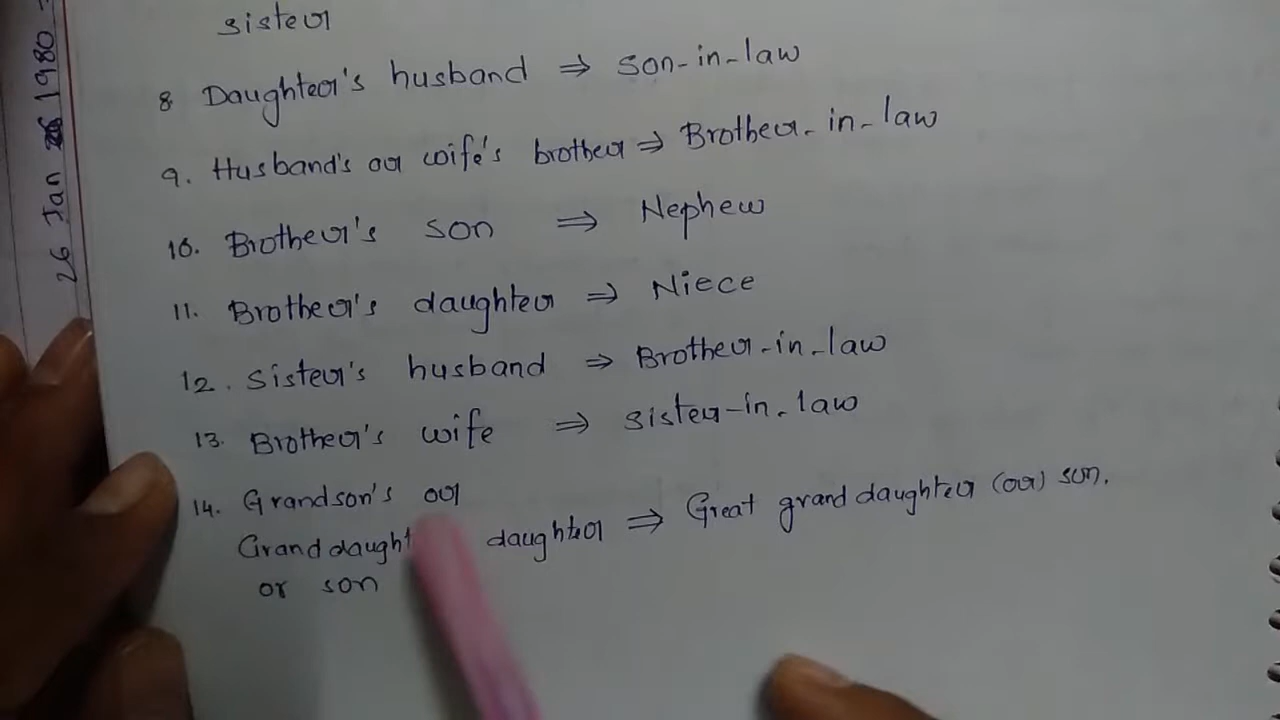 sister
8 Daughter's husband ⇒ son-in-law
9. Husband's or wife's brother ⇒ Brother-in-law
10. Brother's son ⇒ Nephew
11. Brother's daughter ⇒ Niece
12. Sister's husband ⇒ Brother-in-law
13. Brother's wife ⇒ sister-in-law
14. Grandson's or
Grand daught daughter ⇒ Great grand daughter (or) son.
or son
26 Jan 1980